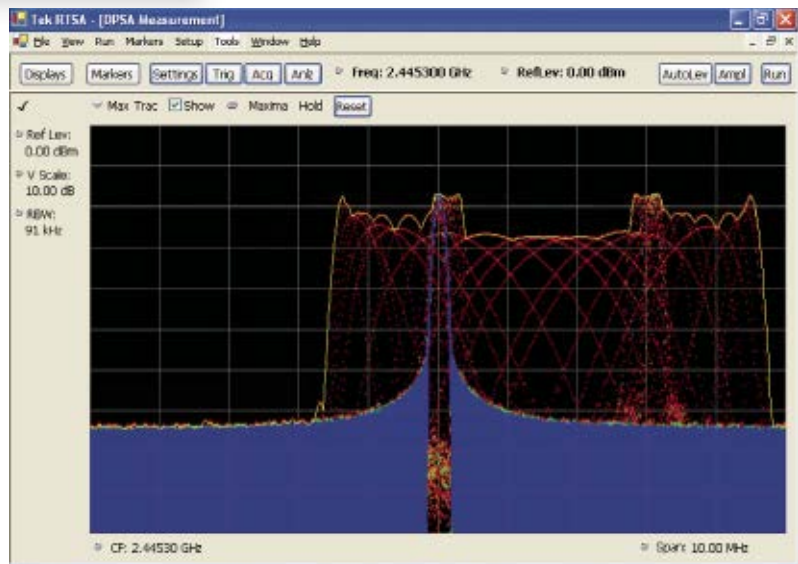 Tek RTSA - [DPSA Measurement]
File View Run Markers Setup Tools Window Help
Displays Markers Settings Trig Acq Anlz Freq: 2.445300 GHz RefLev: 0.00 dBm AutoLev Ampl Run
Max Trac Show Maxima Hold Reset
Ref Lev:
0.00 dBm
V Scale:
10.00 dB
RBW:
91 kHz
CF: 2.44530 GHz Span: 10.00 MHz